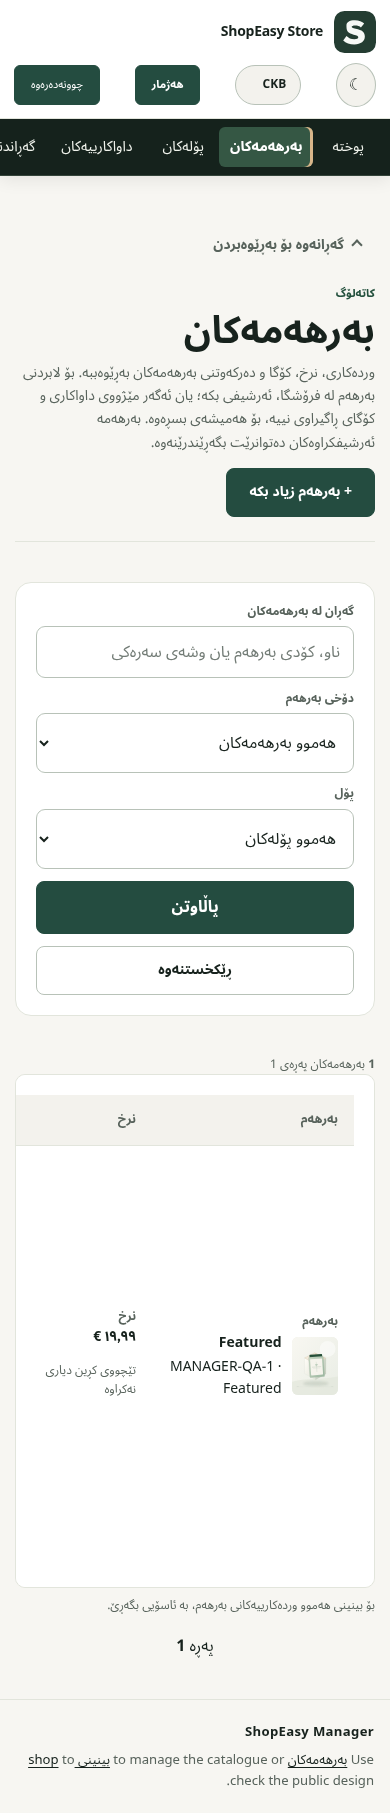 S ShopEasy Store
CKB هەژمار چوونەدەرەوە
پوختە بەرهەمەکان پۆلەکان داواکارییەکان
گەڕانەوە بۆ بەڕێوەبردن
کاتەلۆگ
بەرهەمەکان
وردەکاری، نرخ، کۆگا و دەرکەوتنی بەرهەمەکان بەڕێوەببە. بۆ لابردنی
بەرهەم لە فرۆشگا، ئەرشیفی بکە؛ یان ئەگەر مێژووی داواکاری و
کۆگای ڕاگیراوی نییە، بۆ هەمیشەی بسڕەوە. بەرهەمە
ئەرشیفکراوەکان دەتوانرێت بگەڕێندرێنەوە.
+ بەرهەم زیاد بکە
گەڕان لە بەرهەمەکان
ناو، کۆدی بەرهەم یان وشەی سەرەکی
دۆخی بەرهەم
هەموو بەرهەمەکان
پۆل
هەموو پۆلەکان
پاڵاوتن
ڕێکخستنەوە
1 بەرهەمەکان پەڕەی 1
بەرهەم نرخ
بەرهەم
Featured
MANAGER-QA-1 ·
Featured
نرخ
١٩,٩٩ €
تێچووی کڕین دیاری
نەکراوە
بۆ بینینی هەموو وردەکارییەکانی بەرهەم، بە ئاسۆیی بگەڕێ.
پەڕە 1
ShopEasy Manager
Use بەرهەمەکان to manage the catalogue or بینینی shop to
check the public design.